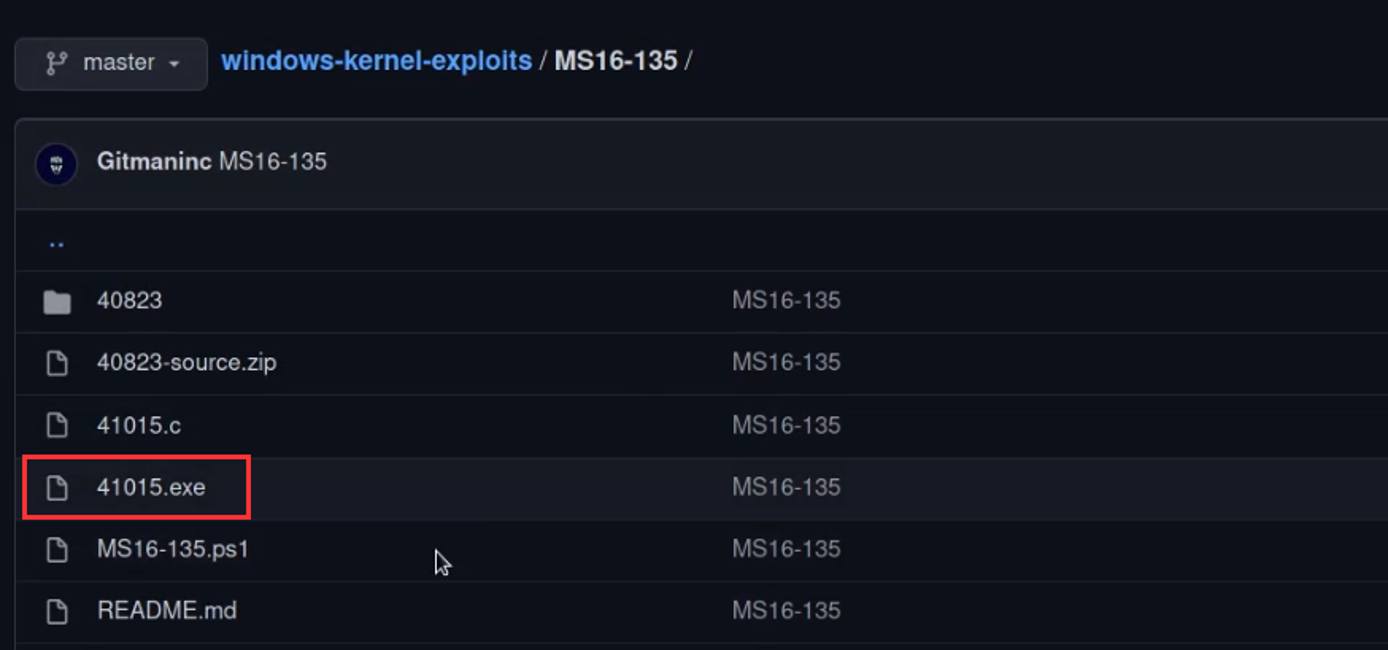 master windows-kernel-exploits / MS16-135 /
Gitmaninc MS16-135
..
40823 MS16-135
40823-source.zip MS16-135
41015.c MS16-135
41015.exe MS16-135
MS16-135.ps1 MS16-135
README.md MS16-135